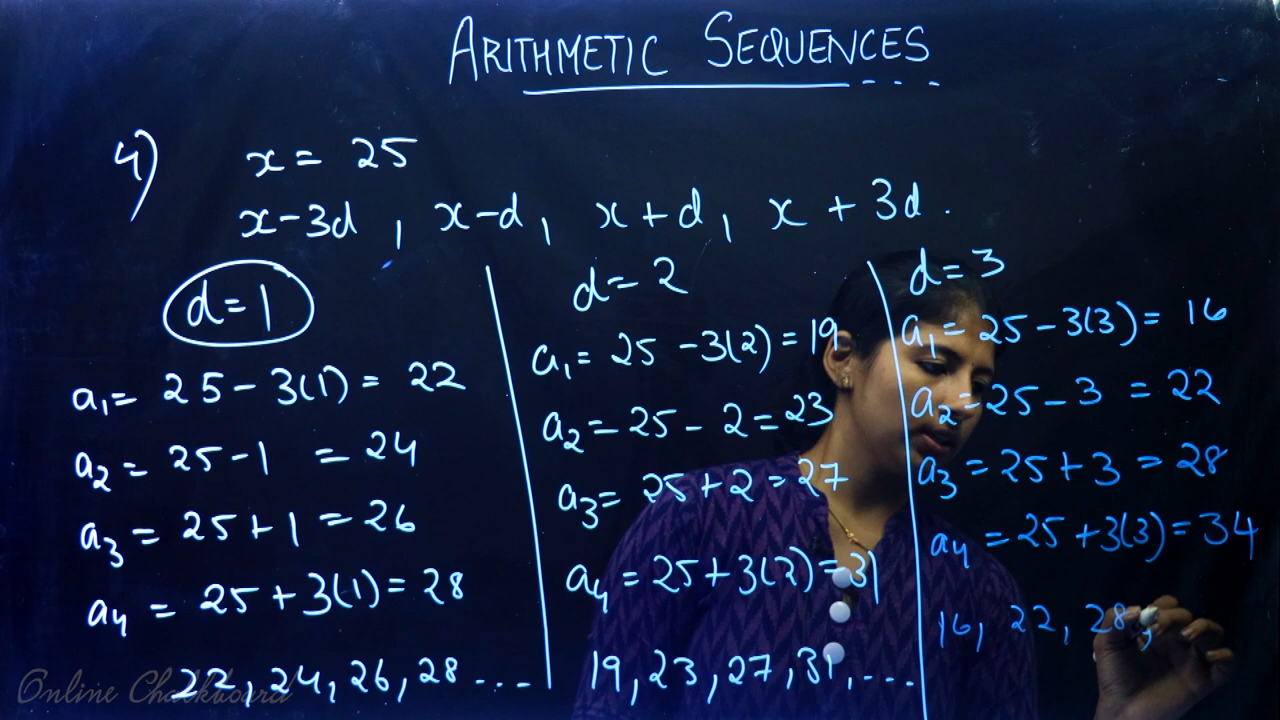 ARITHMETIC SEQUENCES
4) x = 25
x-3d , x-d, x+d, x + 3d.
d=1
a₁= 25-3(1) = 22
a₂ = 25-1 = 24
a₃ = 25+1 = 26
a₄ = 25+3(1) = 28
22, 24, 26, 28 ....
d=2
a₁= 25 -3(2) = 19
a₂ = 25 - 2 = 23
a₃= 25+2 = 27
a₄ = 25+3(2) = 31
19, 23, 27, 31, ....
d=3
a₁= 25-3(3) = 16
a₂ = 25-3 = 22
a₃ = 25+3 = 28
a₄ = 25+3(3) = 34
16, 22, 28,
Online Chalkboard